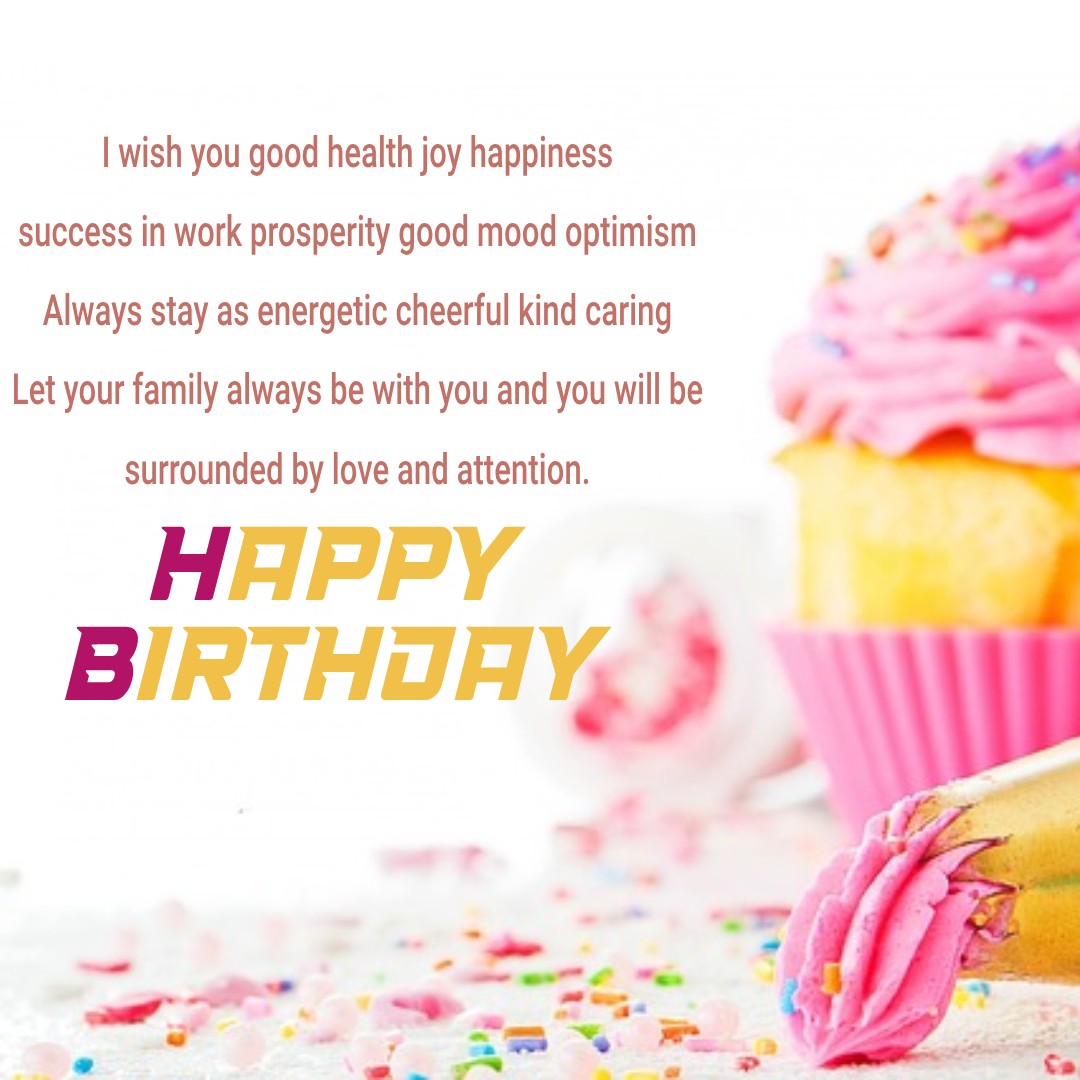 I wish you good health joy happiness
success in work prosperity good mood optimism
Always stay as energetic cheerful kind caring
Let your family always be with you and you will be
surrounded by love and attention.
HAPPY
BIRTHDAY